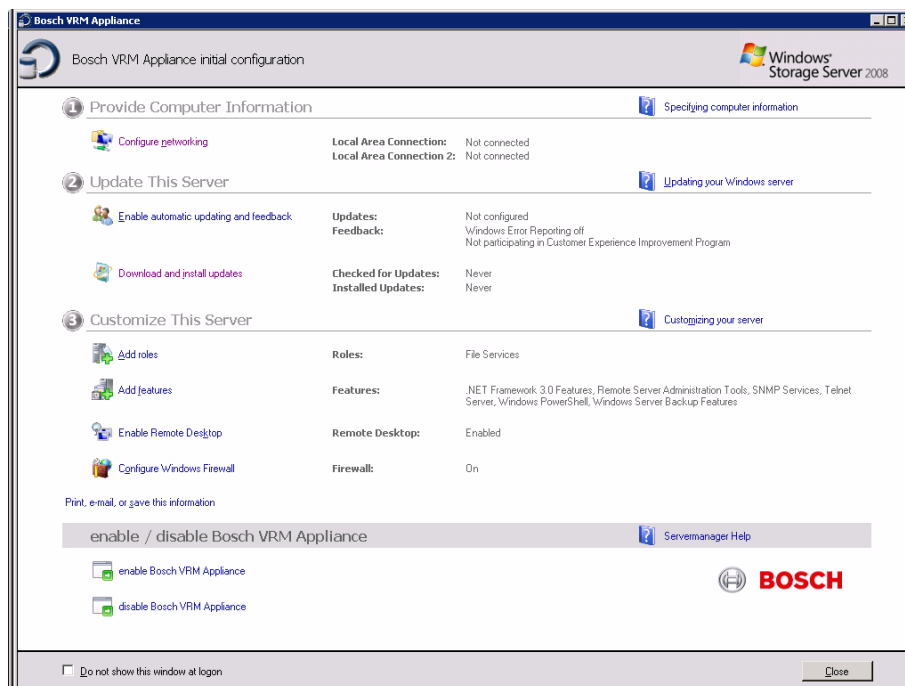 Bosch VRM Appliance
Bosch VRM Appliance initial configuration
Windows
Storage Server 2008
1 Provide Computer Information
Specifying computer information
Configure networking
Local Area Connection: Not connected
Local Area Connection 2: Not connected
2 Update This Server
Updating your Windows server
Enable automatic updating and feedback
Updates: Not configured
Feedback: Windows Error Reporting off
Not participating in Customer Experience Improvement Program
Download and install updates
Checked for Updates: Never
Installed Updates: Never
3 Customize This Server
Customizing your server
Add roles
Roles: File Services
Add features
Features: .NET Framework 3.0 Features, Remote Server Administration Tools, SNMP Services, Telnet
Server, Windows PowerShell, Windows Server Backup Features
Enable Remote Desktop
Remote Desktop: Enabled
Configure Windows Firewall
Firewall: On
Print, e-mail, or save this information
enable / disable Bosch VRM Appliance
Servermanager Help
enable Bosch VRM Appliance
BOSCH
disable Bosch VRM Appliance
Do not show this window at logon
Close